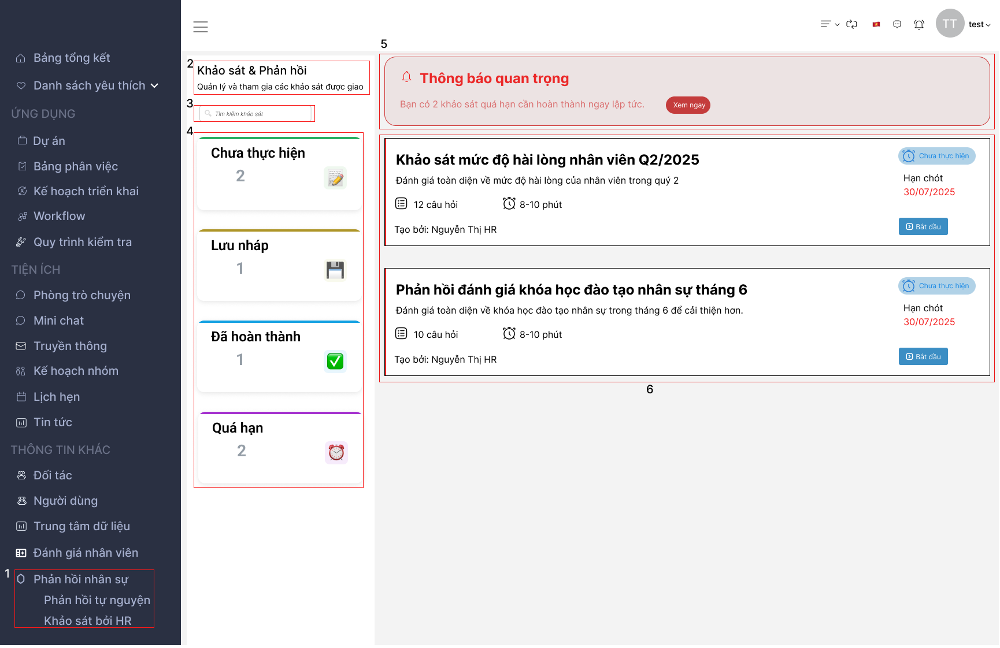 Bảng tổng kết
Danh sách yêu thích
ỨNG DỤNG
Dự án
Bảng phân việc
Kế hoạch triển khai
Workflow
Quy trình kiểm tra
TIỆN ÍCH
Phòng trò chuyện
Mini chat
Truyền thông
Kế hoạch nhóm
Lịch hẹn
Tin tức
THÔNG TIN KHÁC
Đối tác
Người dùng
Trung tâm dữ liệu
Đánh giá nhân viên
1
Phản hồi nhân sự
Phản hồi tự nguyện
Khảo sát bởi HR
TT
test
2
Khảo sát & Phản hồi
Quản lý và tham gia các khảo sát được giao
3
Tìm kiếm khảo sát
4
Chưa thực hiện
2
Lưu nháp
1
Đã hoàn thành
1
Quá hạn
2
5
Thông báo quan trọng
Bạn có 2 khảo sát quá hạn cần hoàn thành ngay lập tức.
Xem ngay
Khảo sát mức độ hài lòng nhân viên Q2/2025
Chưa thực hiện
Đánh giá toàn diện về mức độ hài lòng của nhân viên trong quý 2
Hạn chót
30/07/2025
12 câu hỏi
8-10 phút
Tạo bởi: Nguyễn Thị HR
Bắt đầu
Phản hồi đánh giá khóa học đào tạo nhân sự tháng 6
Chưa thực hiện
Đánh giá toàn diện về khóa học đào tạo nhân sự trong tháng 6 để cải thiện hơn.
Hạn chót
30/07/2025
10 câu hỏi
8-10 phút
Tạo bởi: Nguyễn Thị HR
Bắt đầu
6